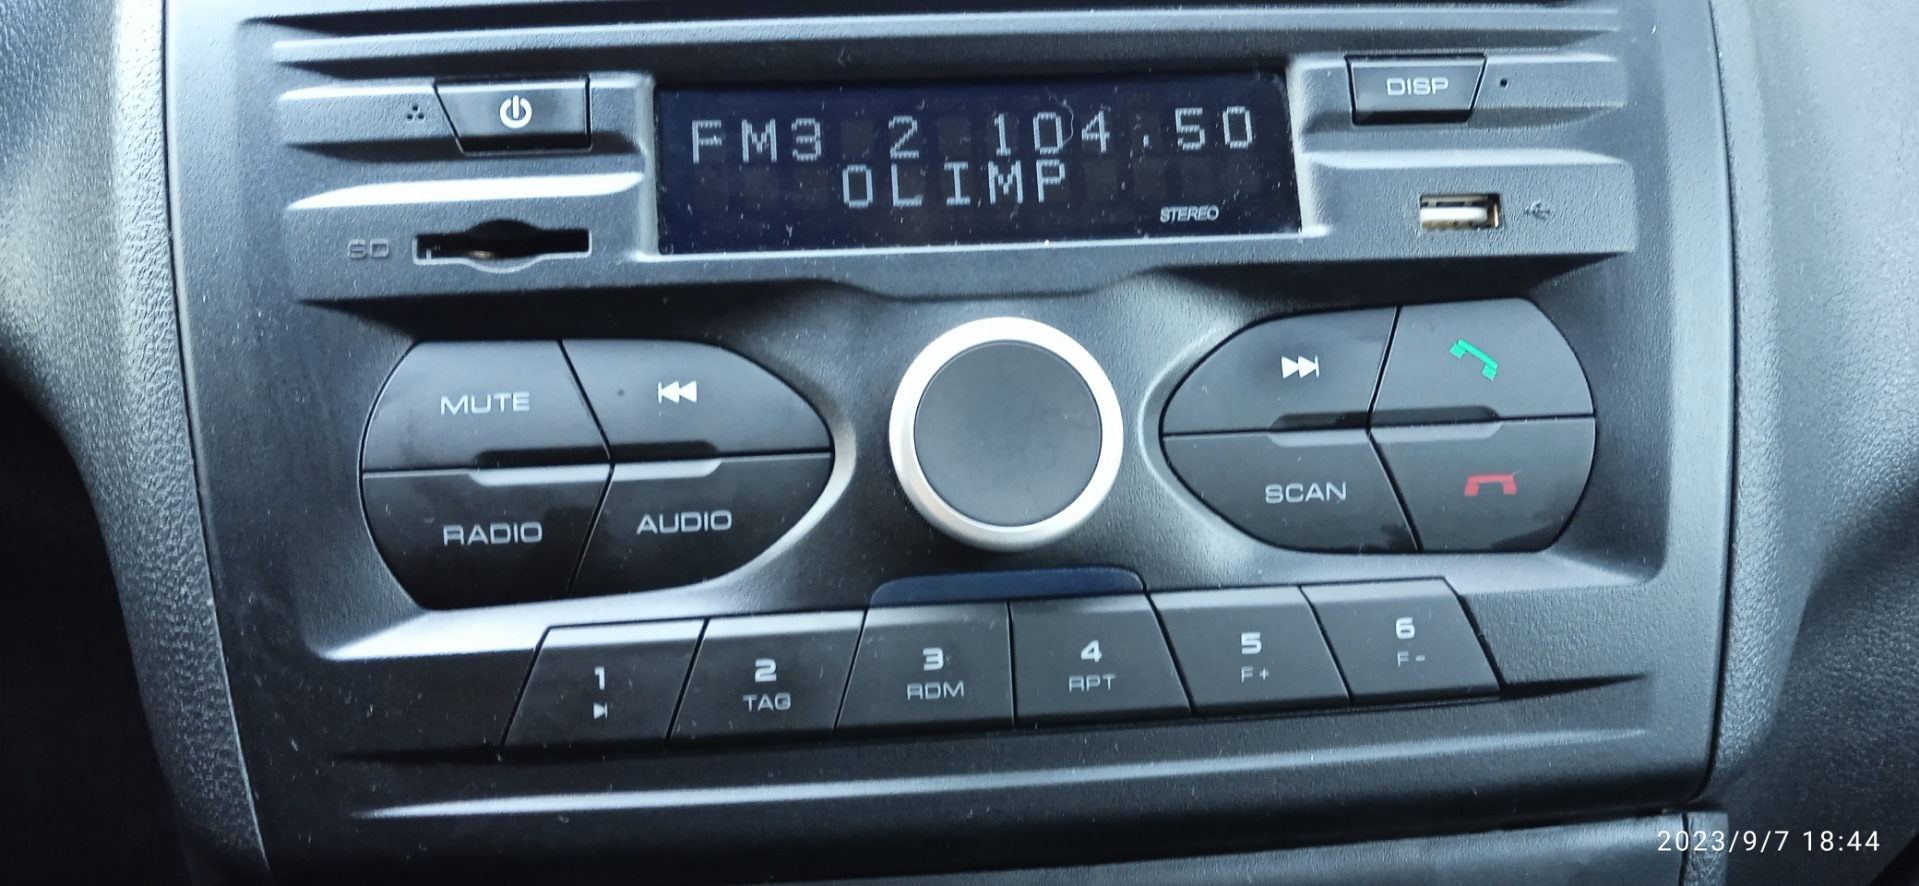 DISP
FM3 2 104.50
OLIMP
STEREO
SD
MUTE
RADIO
AUDIO
SCAN
1
2
TAG
3
RDM
4
RPT
5
F+
6
F-
2023/9/7 18:44